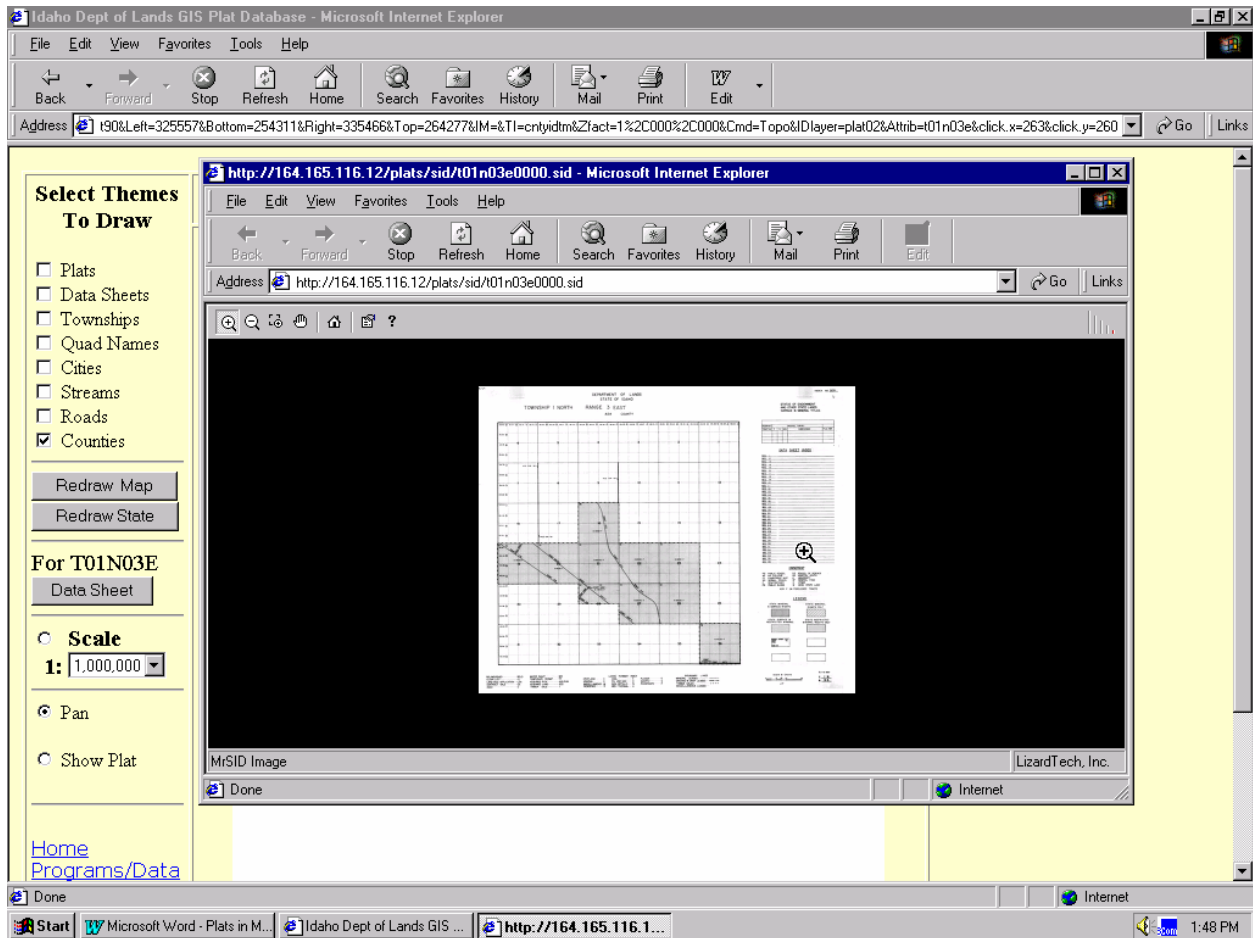 Idaho Dept of Lands GIS Plat Database - Microsoft Internet Explorer
File Edit View Favorites Tools Help
Back Forward Stop Refresh Home Search Favorites History Mail Print Edit
Address t90&Left=325557&Bottom=254311&Right=335466&Top=264277&IM=&TI=cntyidtm&Zfact=1%2C000%2C000&Cmd=Topo&IDlayer=plat02&Attrib=t01n03e&click.x=263&click.y=260 Go Links
Select Themes
To Draw
Plats
Data Sheets
Townships
Quad Names
Cities
Streams
Roads
Counties
Redraw Map
Redraw State
For T01N03E
Data Sheet
Scale
1: 1,000,000
Pan
Show Plat
Home
Programs/Data
http://164.165.116.12/plats/sid/t01n03e0000.sid - Microsoft Internet Explorer
File Edit View Favorites Tools Help
Back Forward Stop Refresh Home Search Favorites History Mail Print Edit
Address http://164.165.116.12/plats/sid/t01n03e0000.sid Go Links
?
DEPARTMENT OF LANDS
STATE OF IDAHO
TOWNSHIP 1 NORTH RANGE 3 EAST
COUNTY
DATA SHEET INDEX
LEGEND
MrSID Image LizardTech, Inc.
Done Internet
Done Internet
Start Microsoft Word - Plats in M... Idaho Dept of Lands GIS ... http://164.165.116.1... 3Com 1:48 PM